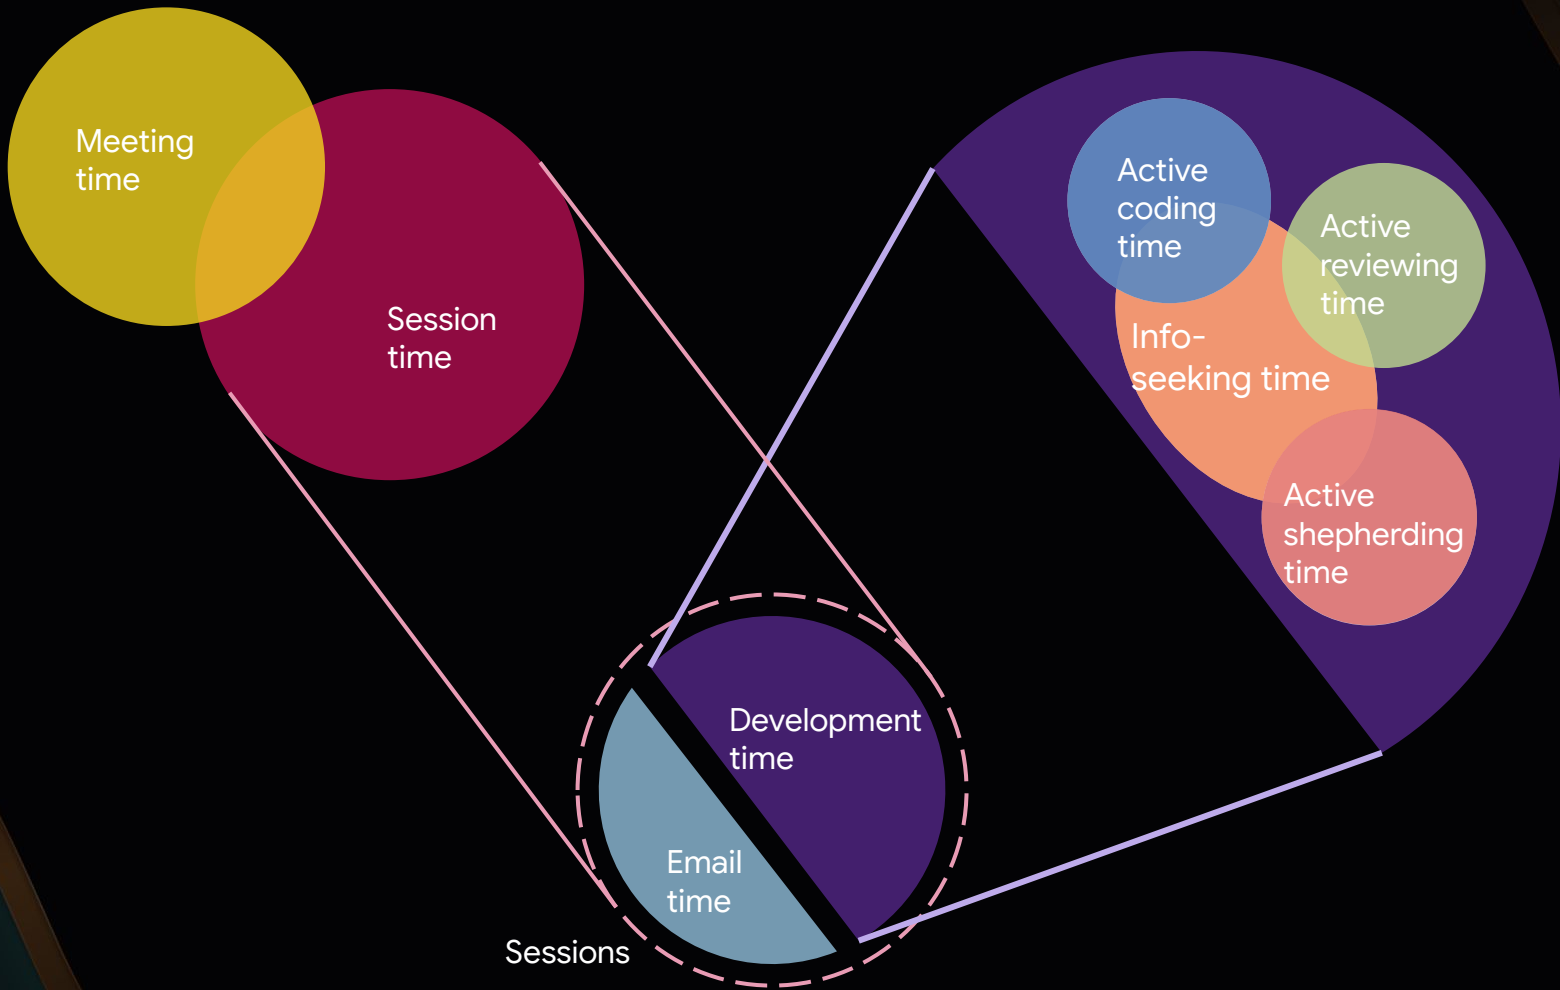 Meeting
time
Session
time
Active
coding
time
Active
reviewing
time
Info-
seeking time
Active
shepherding
time
Development
time
Email
time
Sessions